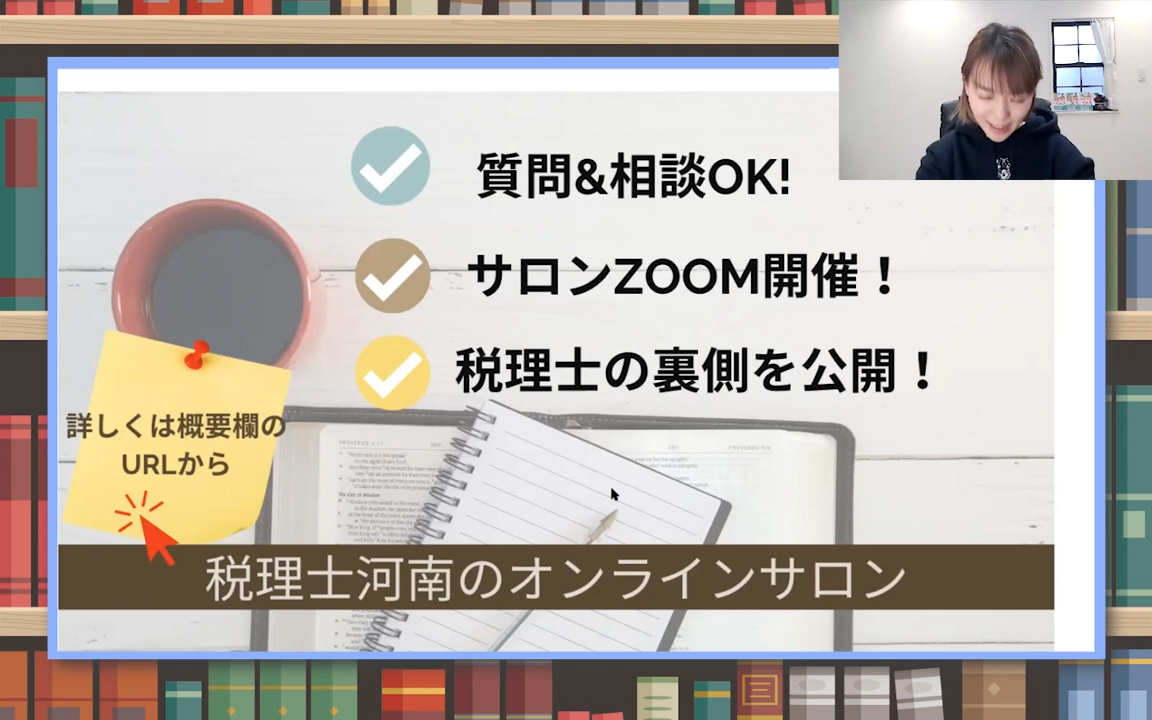 質問&相談OK!
サロンZOOM開催！
税理士の裏側を公開！
詳しくは概要欄の
URLから
税理士河南のオンラインサロン